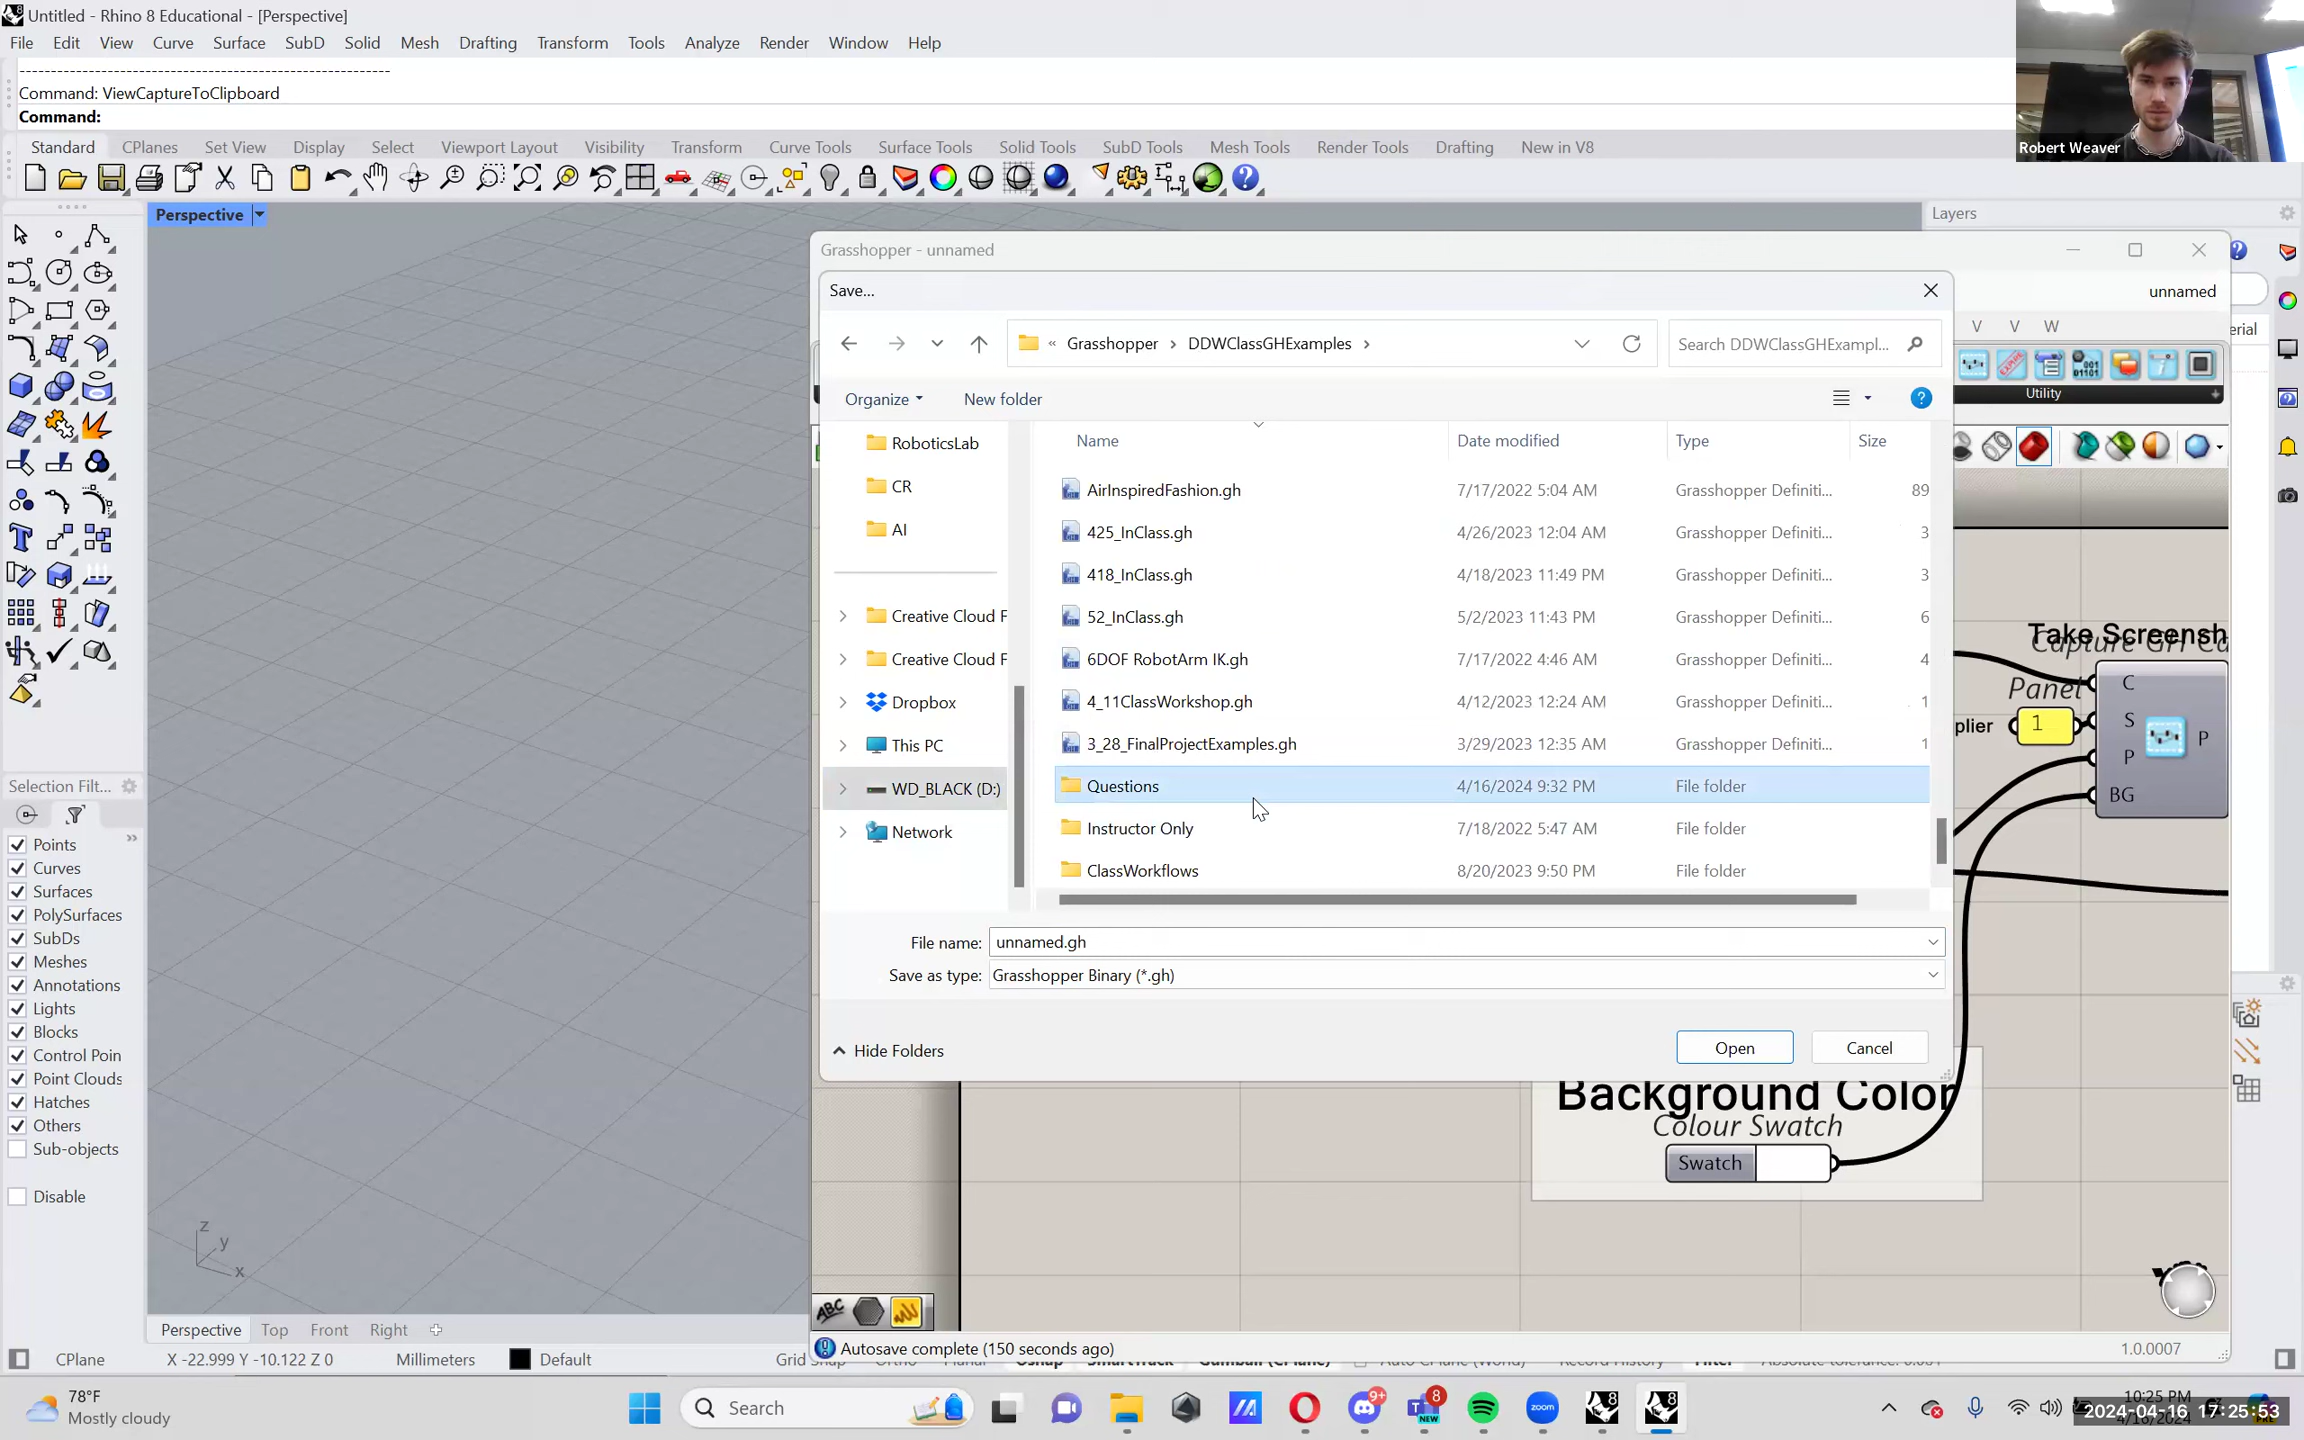 Untitled - Rhino 8 Educational - [Perspective]
File Edit View Curve Surface SubD Solid Mesh Drafting Transform Tools Analyze Render Window Help
Command: ViewCaptureToClipboard
Command:
Robert Weaver
Standard CPlanes Set View Display Select Viewport Layout Visibility Transform Curve Tools Surface Tools Solid Tools SubD Tools Mesh Tools Render Tools Drafting New in V8
Perspective
Layers
Grasshopper - unnamed
Save...
unnamed
Grasshopper › DDWClassGHExamples ›
Search DDWClassGHExampl...
V V W
erial
Organize
New folder
Utility
Name Date modified Type Size
RoboticsLab
CR
AI
Creative Cloud F
Creative Cloud F
Dropbox
This PC
WD_BLACK (D:)
Network
AirInspiredFashion.gh 7/17/2022 5:04 AM Grasshopper Definiti... 89
425_InClass.gh 4/26/2023 12:04 AM Grasshopper Definiti... 3
418_InClass.gh 4/18/2023 11:49 PM Grasshopper Definiti... 3
52_InClass.gh 5/2/2023 11:43 PM Grasshopper Definiti... 6
6DOF RobotArm IK.gh 7/17/2022 4:46 AM Grasshopper Definiti... 4
4_11ClassWorkshop.gh 4/12/2023 12:24 AM Grasshopper Definiti... 1
3_28_FinalProjectExamples.gh 3/29/2023 12:35 AM Grasshopper Definiti... 1
Questions 4/16/2024 9:32 PM File folder
Instructor Only 7/18/2022 5:47 AM File folder
ClassWorkflows 8/20/2023 9:50 PM File folder
File name: unnamed.gh
Save as type: Grasshopper Binary (*.gh)
Hide Folders
Open
Cancel
Take Screensh
Capture GH Ca
Panel
plier
1
C
S
P
BG
P
Background Color
Colour Swatch
Swatch
Selection Filt...
Points
Curves
Surfaces
PolySurfaces
SubDs
Meshes
Annotations
Lights
Blocks
Control Poin
Point Clouds
Hatches
Others
Sub-objects
Disable
z
y
x
ABC
Perspective Top Front Right
Autosave complete (150 seconds ago)
1.0.0007
CPlane X -22.999 Y -10.122 Z 0 Millimeters Default
78°F
Mostly cloudy
Search
9+
8
NEW
zoom
10:25 PM
2024-04-16 17:25:53